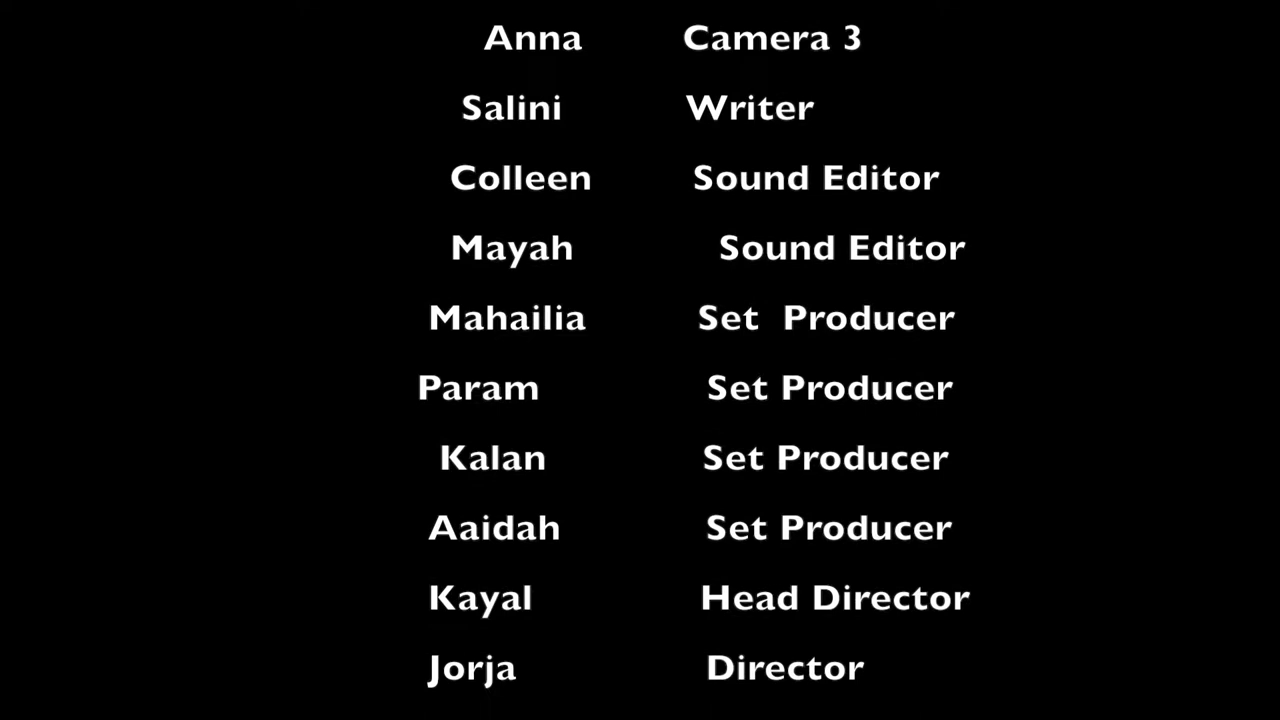 Anna Camera 3
Salini Writer
Colleen Sound Editor
Mayah Sound Editor
Mahailia Set Producer
Param Set Producer
Kalan Set Producer
Aaidah Set Producer
Kayal Head Director
Jorja Director